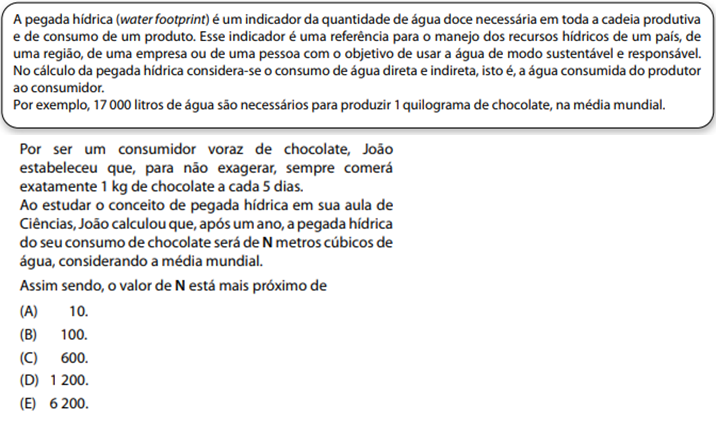 A pegada hídrica (water footprint) é um indicador da quantidade de água doce necessária em toda a cadeia produtiva
e de consumo de um produto. Esse indicador é uma referência para o manejo dos recursos hídricos de um país, de
uma região, de uma empresa ou de uma pessoa com o objetivo de usar a água de modo sustentável e responsável.
No cálculo da pegada hídrica considera-se o consumo de água direta e indireta, isto é, a água consumida do produtor
ao consumidor.
Por exemplo, 17 000 litros de água são necessários para produzir 1 quilograma de chocolate, na média mundial.
Por ser um consumidor voraz de chocolate, João
estabeleceu que, para não exagerar, sempre comerá
exatamente 1 kg de chocolate a cada 5 dias.
Ao estudar o conceito de pegada hídrica em sua aula de
Ciências, João calculou que, após um ano, a pegada hídrica
do seu consumo de chocolate será de N metros cúbicos de
água, considerando a média mundial.
Assim sendo, o valor de N está mais próximo de
(A) 10.
(B) 100.
(C) 600.
(D) 1 200.
(E) 6 200.